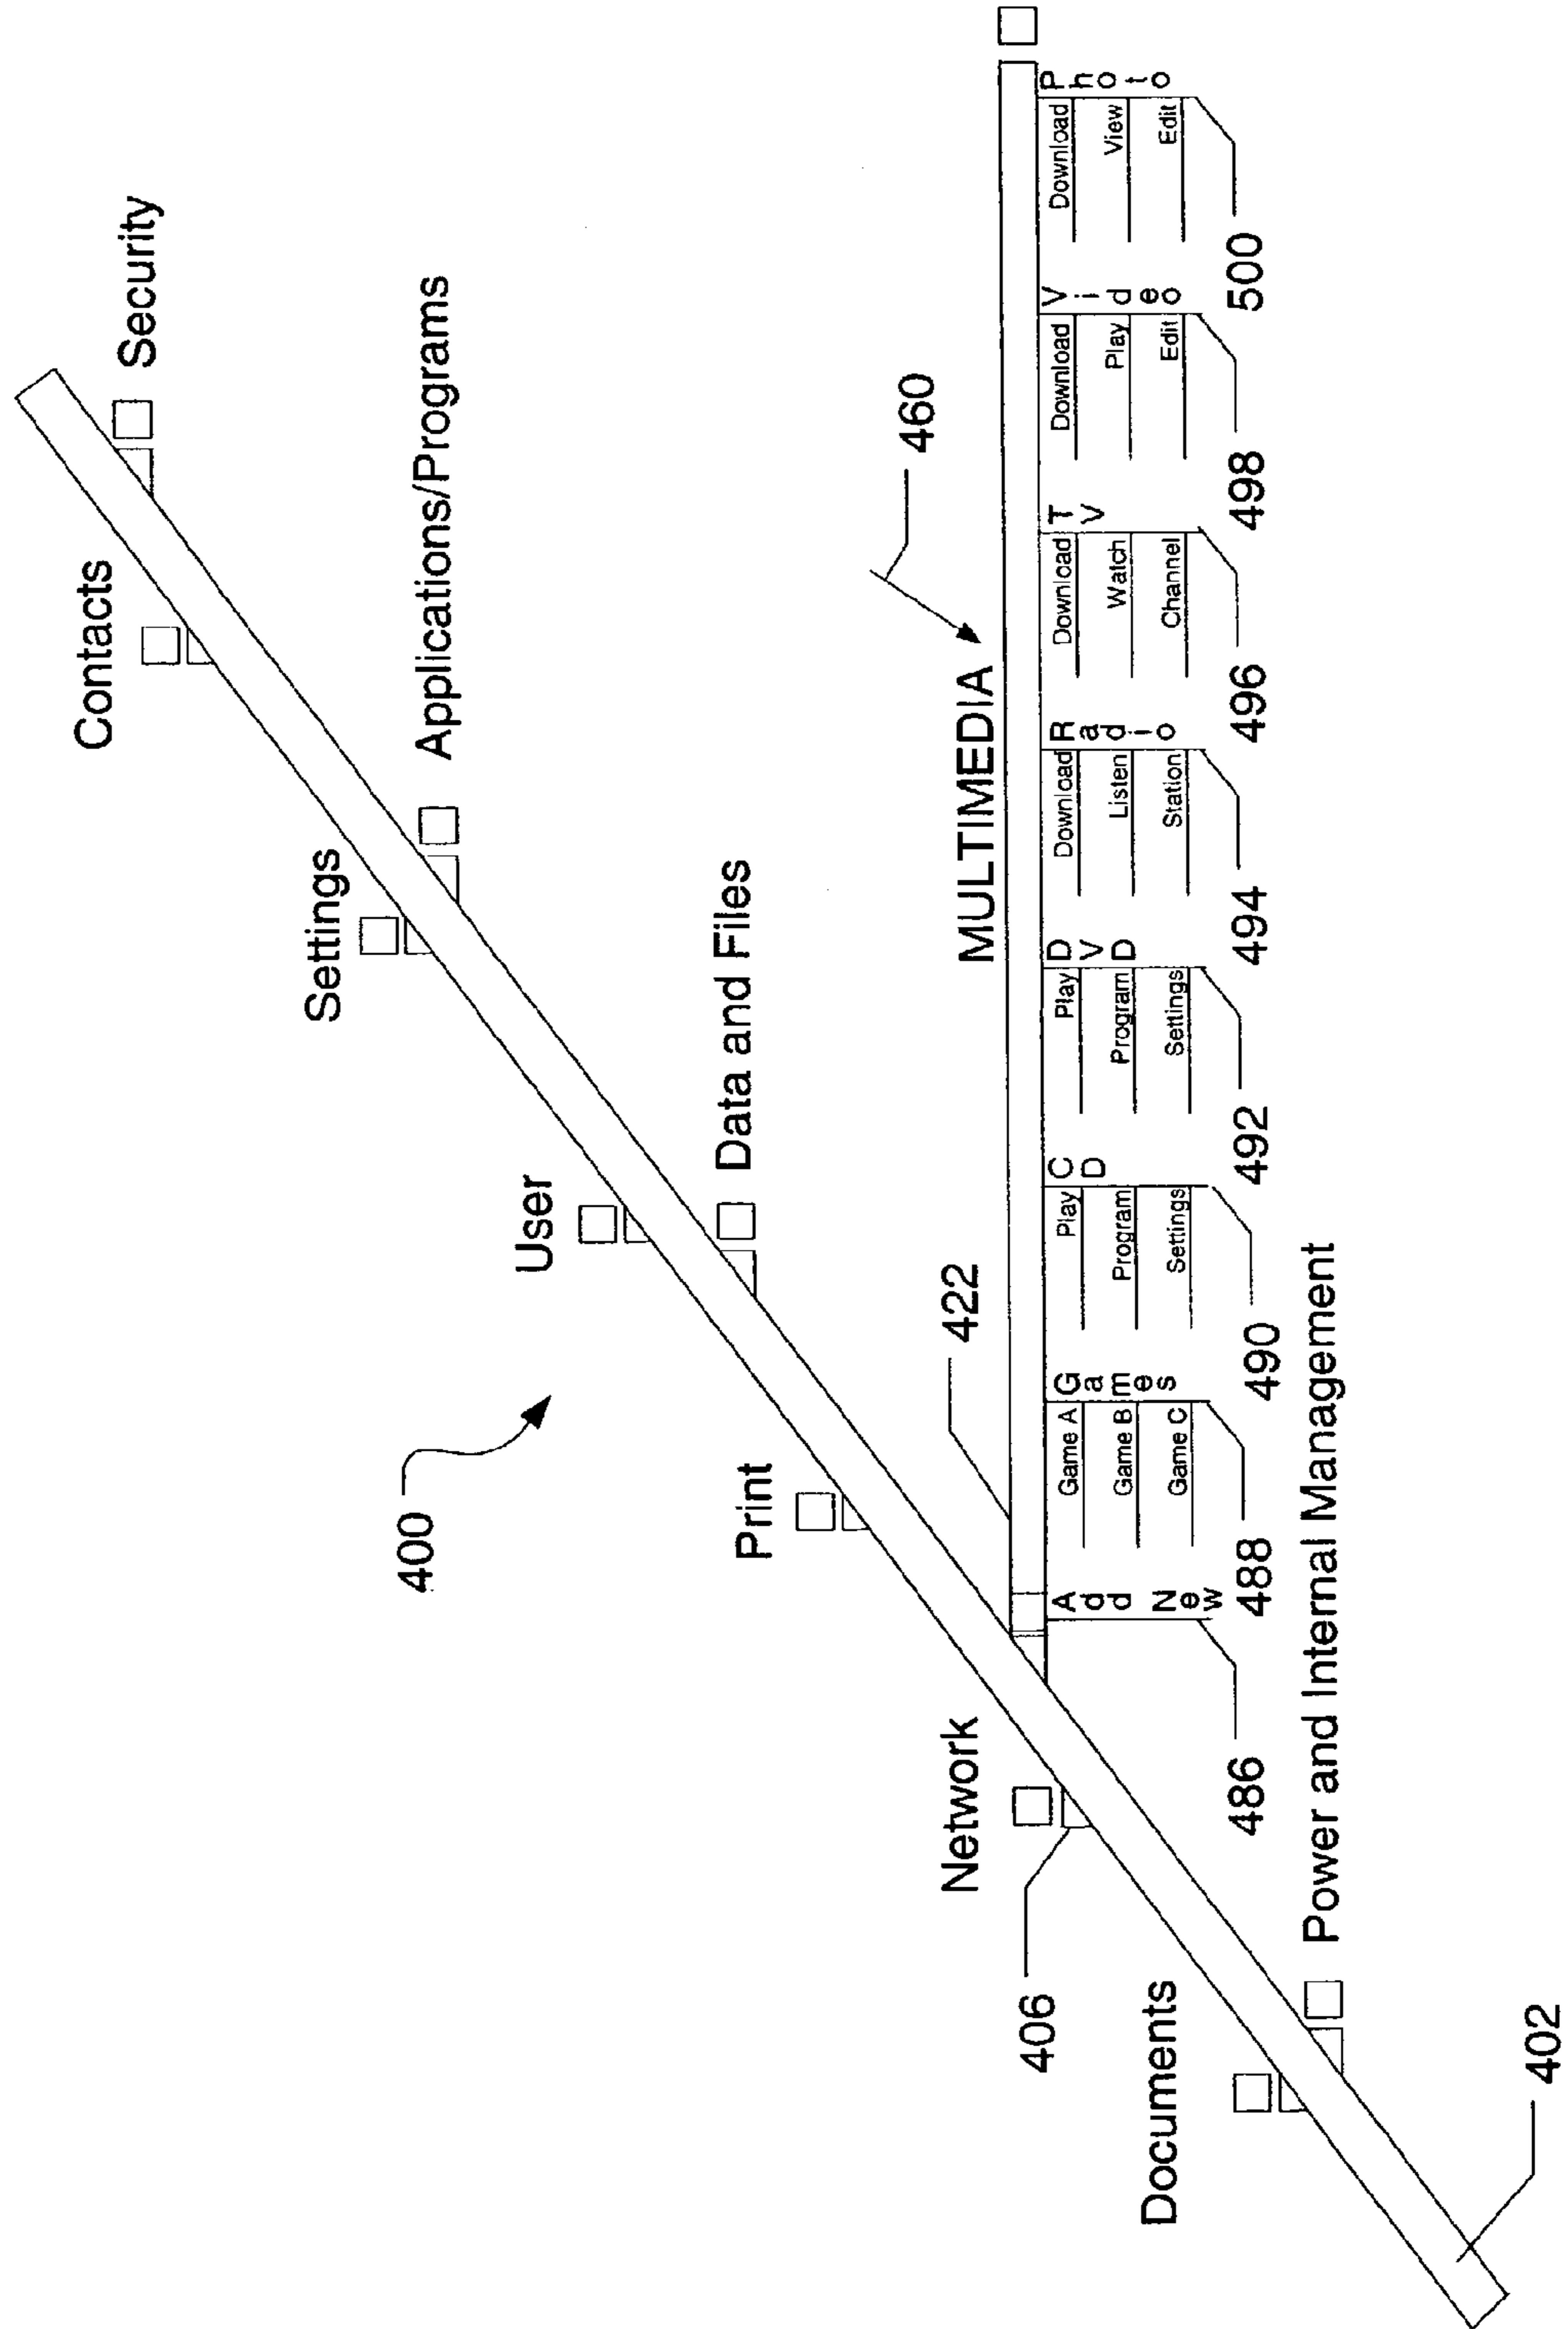 Contacts
Security
Settings
Applications/Programs
User
Data and Files
400
Print
460
MULTIMEDIA
422
Network
406
Documents
Power and Internal Management
402
Add New
486
Games
Game A
Game B
Game C
488
CD
Play
Program
Settings
490
DVD
Play
Program
Settings
492
Radio
Download
Listen
Station
494
TV
Download
Watch
Channel
496
Video
Download
Play
Edit
498
Photo
Download
View
Edit
500